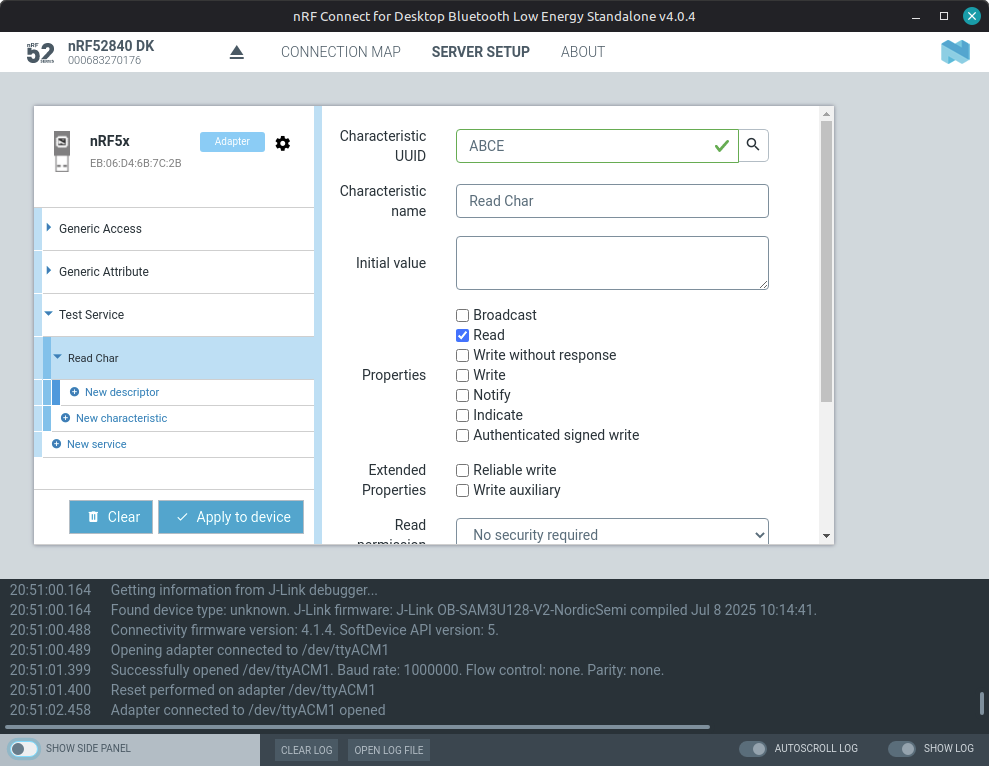 nRF Connect for Desktop Bluetooth Low Energy Standalone v4.0.4
nRF
52
SERIES
nRF52840 DK
000683270176
CONNECTION MAP
SERVER SETUP
ABOUT
nRF5x
Adapter
EB:06:D4:6B:7C:2B
Generic Access
Generic Attribute
Test Service
Read Char
New descriptor
New characteristic
New service
Clear
Apply to device
Characteristic
UUID
ABCE
Characteristic
name
Read Char
Initial value
Properties
Broadcast
Read
Write without response
Write
Notify
Indicate
Authenticated signed write
Extended
Properties
Reliable write
Write auxiliary
Read
permission
No security required
20:51:00.164 Getting information from J-Link debugger...
20:51:00.164 Found device type: unknown. J-Link firmware: J-Link OB-SAM3U128-V2-NordicSemi compiled Jul 8 2025 10:14:41.
20:51:00.488 Connectivity firmware version: 4.1.4. SoftDevice API version: 5.
20:51:00.489 Opening adapter connected to /dev/ttyACM1
20:51:01.399 Successfully opened /dev/ttyACM1. Baud rate: 1000000. Flow control: none. Parity: none.
20:51:01.400 Reset performed on adapter /dev/ttyACM1
20:51:02.458 Adapter connected to /dev/ttyACM1 opened
SHOW SIDE PANEL
CLEAR LOG
OPEN LOG FILE
AUTOSCROLL LOG
SHOW LOG